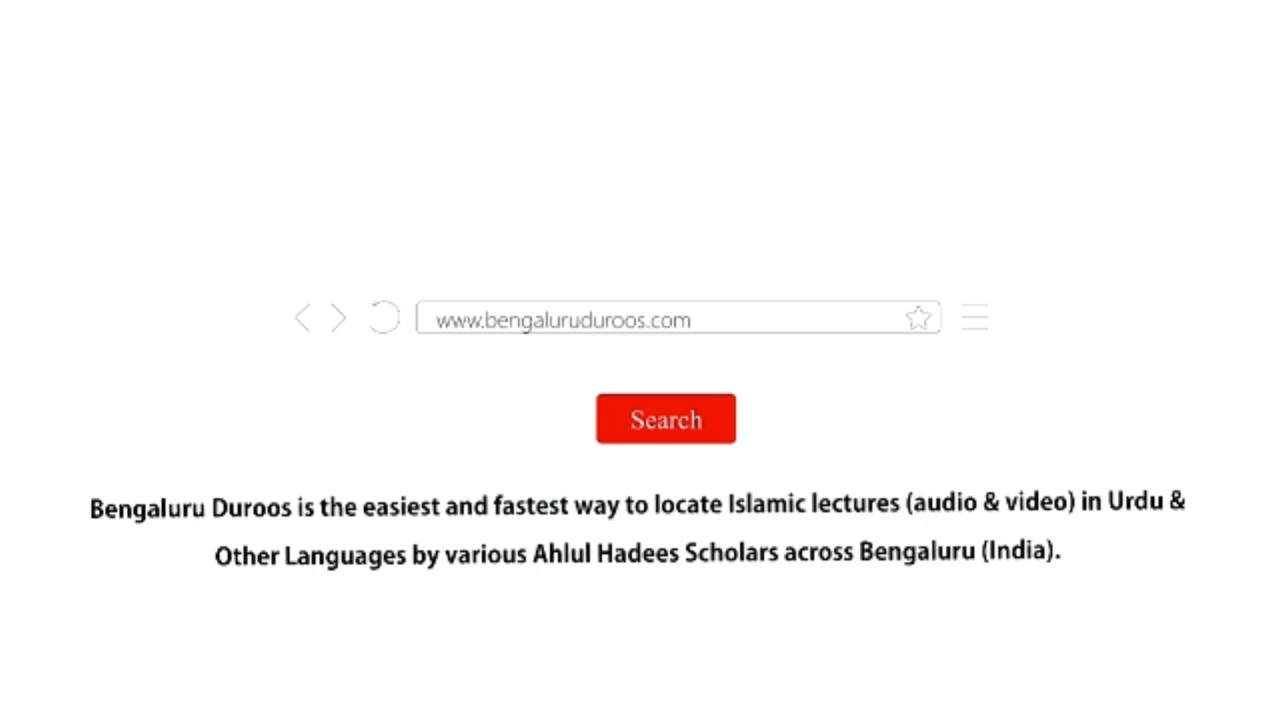 www.bengaluruduroos.com
Search
Bengaluru Duroos is the easiest and fastest way to locate Islamic lectures (audio & video) in Urdu &
Other Languages by various Ahlul Hadees Scholars across Bengaluru (India).